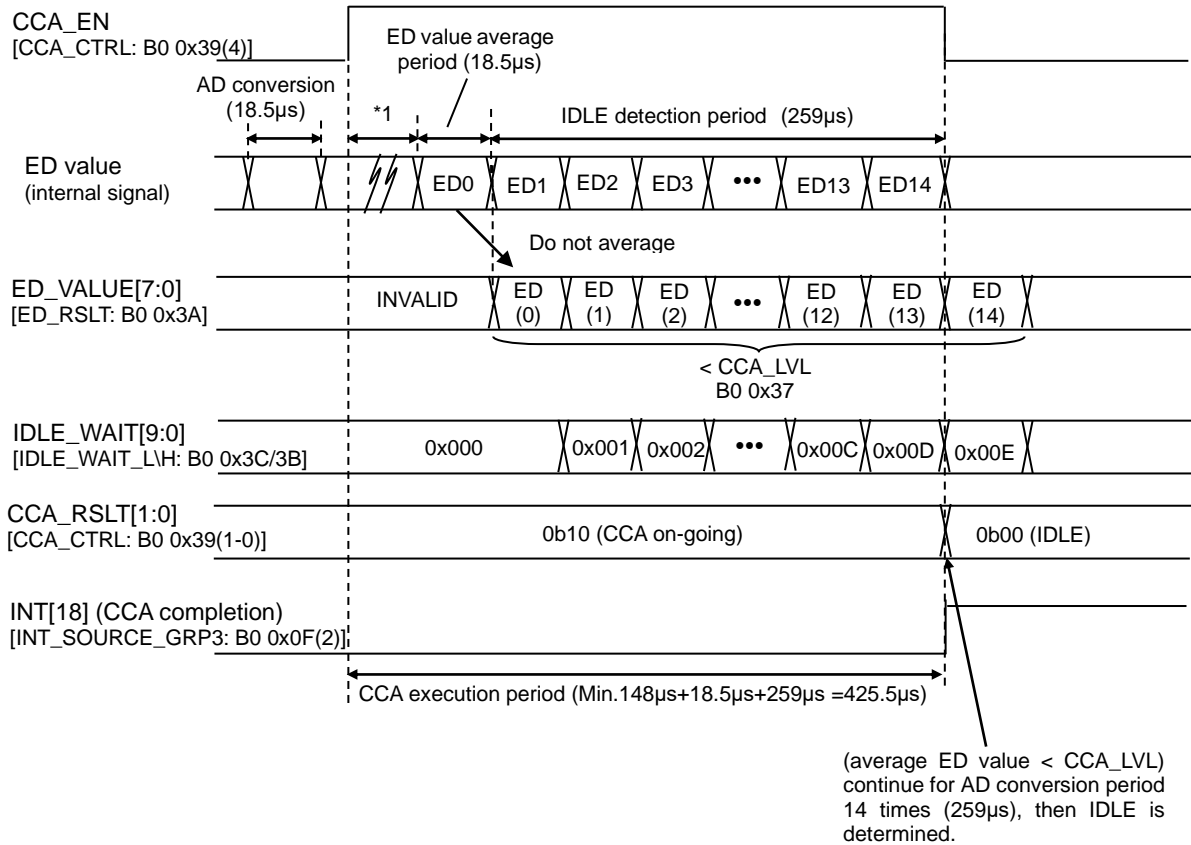 CCA_EN
[CCA_CTRL: B0 0x39(4)]
ED value average
period (18.5µs)
AD conversion
(18.5µs)
*1
IDLE detection period (259µs)
ED value
(internal signal)
ED0
ED1
ED2
ED3
•••
ED13
ED14
Do not average
ED_VALUE[7:0]
[ED_RSLT: B0 0x3A]
INVALID
ED
(0)
ED
(1)
ED
(2)
•••
ED
(12)
ED
(13)
ED
(14)
< CCA_LVL
B0 0x37
IDLE_WAIT[9:0]
[IDLE_WAIT_L\H: B0 0x3C/3B]
0x000
0x001
0x002
•••
0x00C
0x00D
0x00E
CCA_RSLT[1:0]
[CCA_CTRL: B0 0x39(1-0)]
0b10 (CCA on-going)
0b00 (IDLE)
INT[18] (CCA completion)
[INT_SOURCE_GRP3: B0 0x0F(2)]
CCA execution period (Min.148µs+18.5µs+259µs =425.5µs)
(average ED value < CCA_LVL)
continue for AD conversion period
14 times (259µs), then IDLE is
determined.